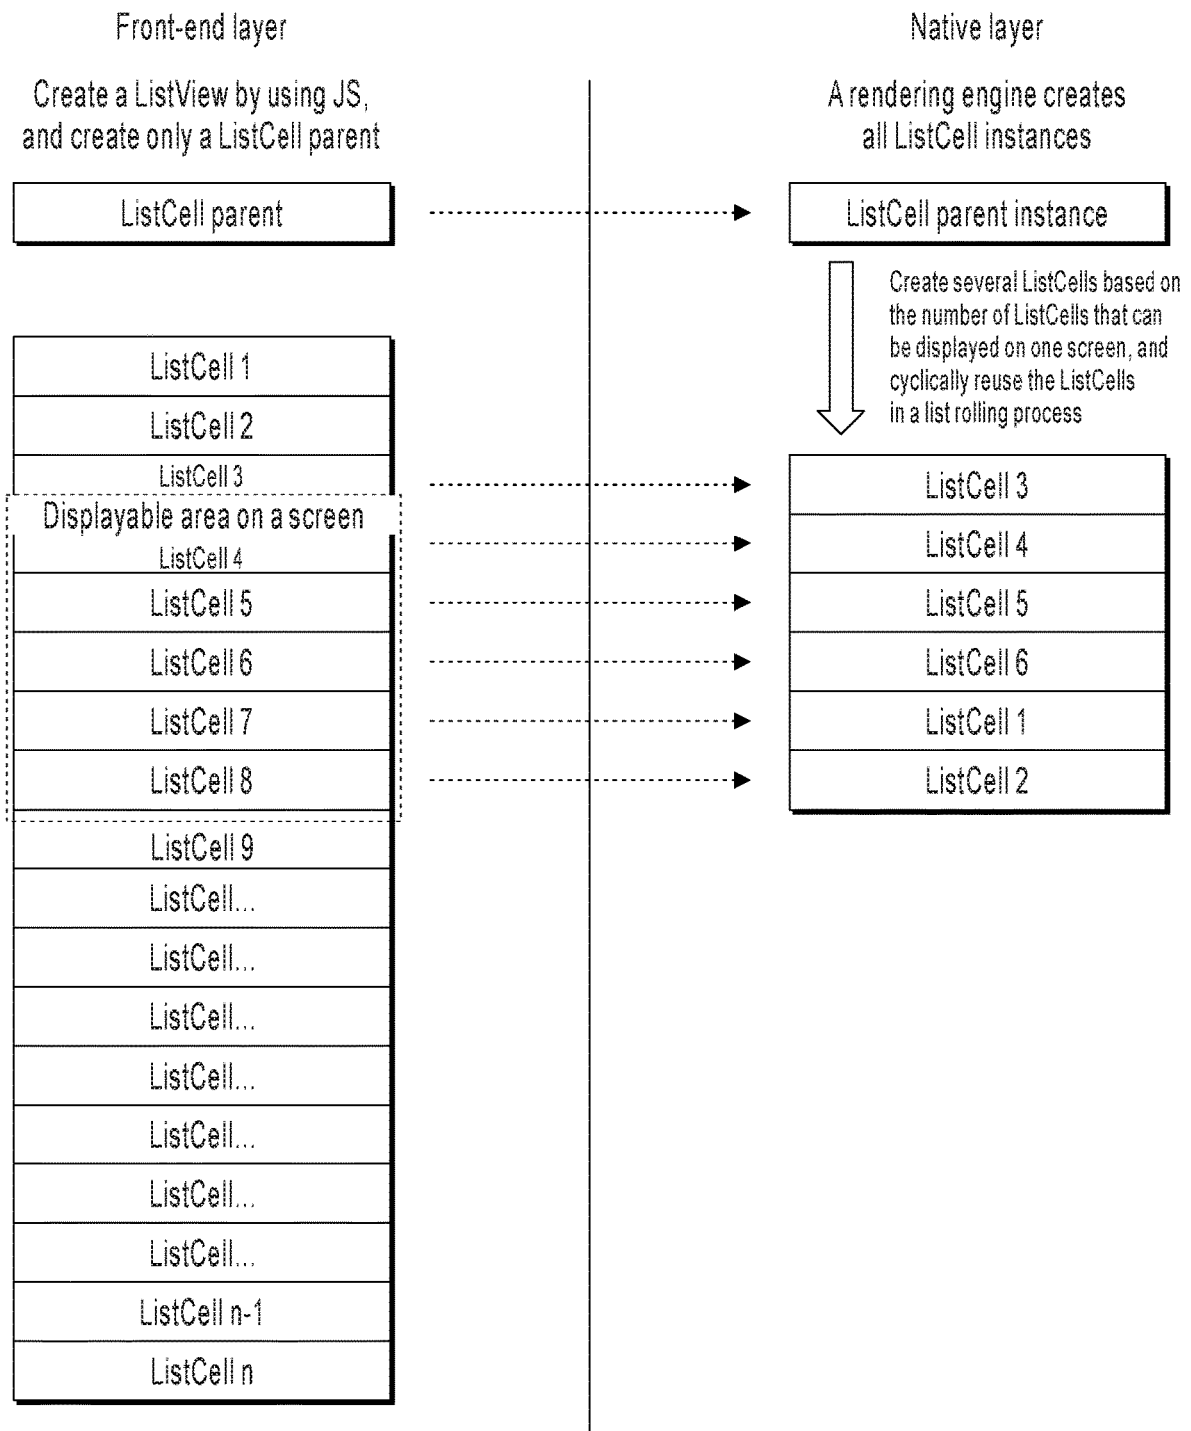 Front-end layer
Create a ListView by using JS,
and create only a ListCell parent
ListCell parent
ListCell 1
ListCell 2
ListCell 3
Displayable area on a screen
ListCell 4
ListCell 5
ListCell 6
ListCell 7
ListCell 8
ListCell 9
ListCell...
ListCell...
ListCell...
ListCell...
ListCell...
ListCell...
ListCell...
ListCell n-1
ListCell n
Native layer
A rendering engine creates
all ListCell instances
ListCell parent instance
Create several ListCells based on
the number of ListCells that can
be displayed on one screen, and
cyclically reuse the ListCells
in a list rolling process
ListCell 3
ListCell 4
ListCell 5
ListCell 6
ListCell 1
ListCell 2